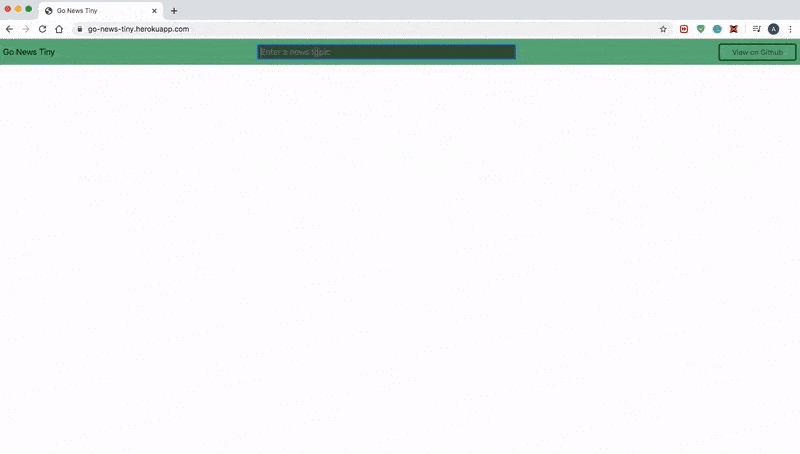 Go News Tiny
go-news-tiny.herokuapp.com
A
Go News Tiny
Enter a news topic
View on Github